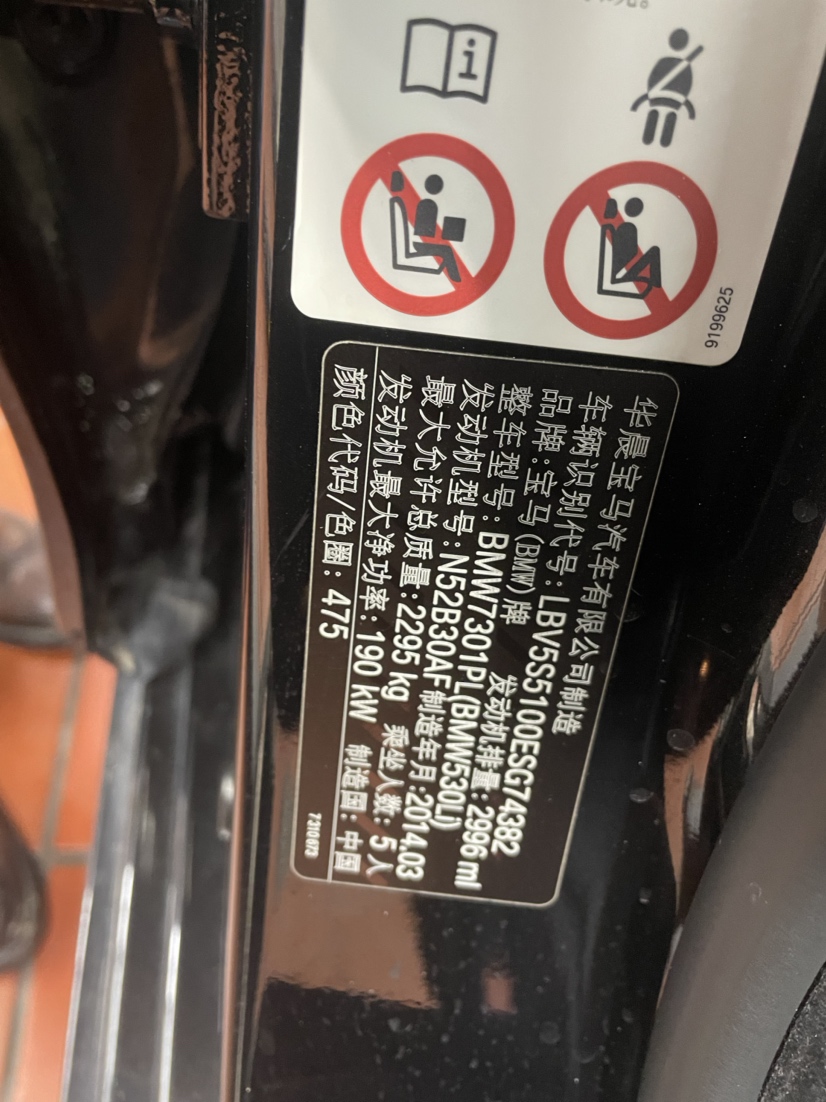 9199625
华晨宝马汽车有限公司制造
车辆识别代号: LBV5S5100ESG74382
品牌: 宝马 (BMW) 牌 发动机排量: 2996 ml
整车型号: BMW7301PL(BMW530Li)
发动机型号: N52B30AF 制造年月: 2014.03
最大允许总质量: 2295 kg 乘坐人数: 5人
发动机最大净功率: 190 kW 制造国: 中国
颜色代码/色圈: 475
7310673